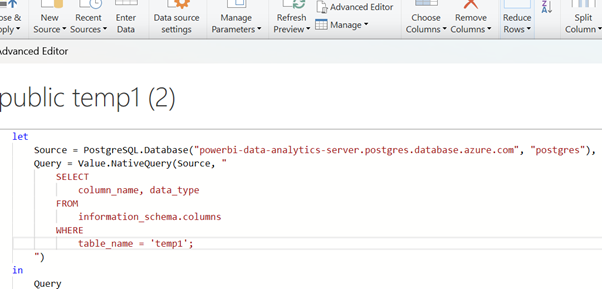 New Source
Recent Sources
Enter Data
Data source settings
Manage Parameters
Refresh Preview
Advanced Editor
Manage
Choose Columns
Remove Columns
Reduce Rows
Split Column
Advanced Editor
public temp1 (2)
let
Source = PostgreSQL.Database("powerbi-data-analytics-server.postgres.database.azure.com", "postgres"),
Query = Value.NativeQuery(Source, "
SELECT
column_name, data_type
FROM
information_schema.columns
WHERE
table_name = 'temp1';
")
in
Query